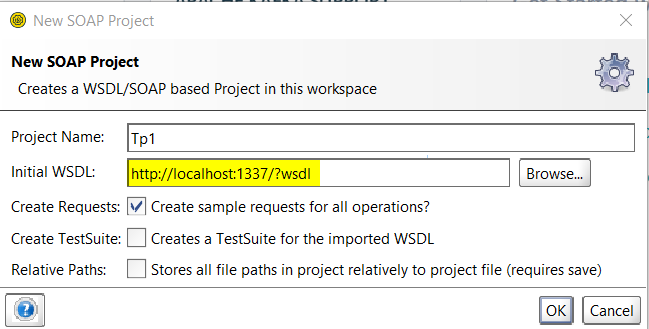 New SOAP Project
New SOAP Project
Creates a WSDL/SOAP based Project in this workspace
Project Name: Tp1
Initial WSDL: http://localhost:1337/?wsdl Browse...
Create Requests: Create sample requests for all operations?
Create TestSuite: Creates a TestSuite for the imported WSDL
Relative Paths: Stores all file paths in project relatively to project file (requires save)
? OK Cancel